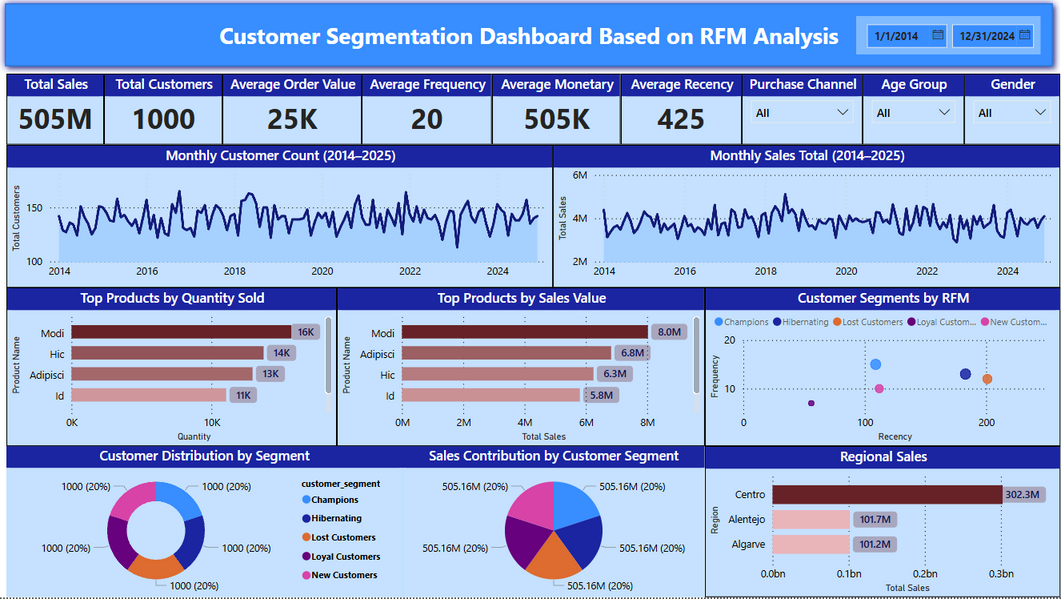 Customer Segmentation Dashboard Based on RFM Analysis
1/1/2014
12/31/2024
Total Sales
505M
Total Customers
1000
Average Order Value
25K
Average Frequency
20
Average Monetary
505K
Average Recency
425
Purchase Channel
All
Age Group
All
Gender
All
Monthly Customer Count (2014–2025)
Total Customers
150
100
2014 2016 2018 2020 2022 2024
Monthly Sales Total (2014–2025)
Total Sales
6M
4M
2M
2014 2016 2018 2020 2022 2024
Top Products by Quantity Sold
Product Name
Modi 16K
Hic 14K
Adipisci 13K
Id 11K
0K 10K
Quantity
Top Products by Sales Value
Product Name
Modi 8.0M
Adipisci 6.8M
Hic 6.3M
Id 5.8M
0M 2M 4M 6M 8M
Total Sales
Customer Segments by RFM
Champions Hibernating Lost Customers Loyal Custom... New Custom...
Frequency
20
10
0 100 200
Recency
Customer Distribution by Segment
1000 (20%)
1000 (20%)
1000 (20%)
1000 (20%)
1000 (20%)
customer_segment
Champions
Hibernating
Lost Customers
Loyal Customers
New Customers
Sales Contribution by Customer Segment
505.16M (20%)
505.16M (20%)
505.16M (20%)
505.16M (20%)
505.16M (20%)
Regional Sales
Region
Centro 302.3M
Alentejo 101.7M
Algarve 101.2M
0.0bn 0.1bn 0.2bn 0.3bn
Total Sales